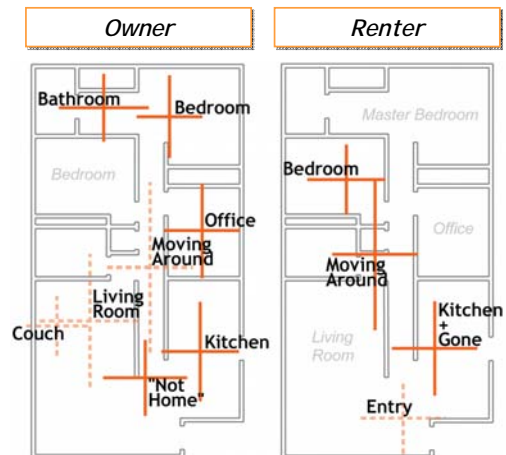 Owner
Renter
Bathroom
Bedroom
Bedroom
Office
Moving
Around
Living
Room
Couch
Kitchen
"Not
Home"
Master Bedroom
Bedroom
Office
Moving
Around
Living
Room
Kitchen
+
Gone
Entry